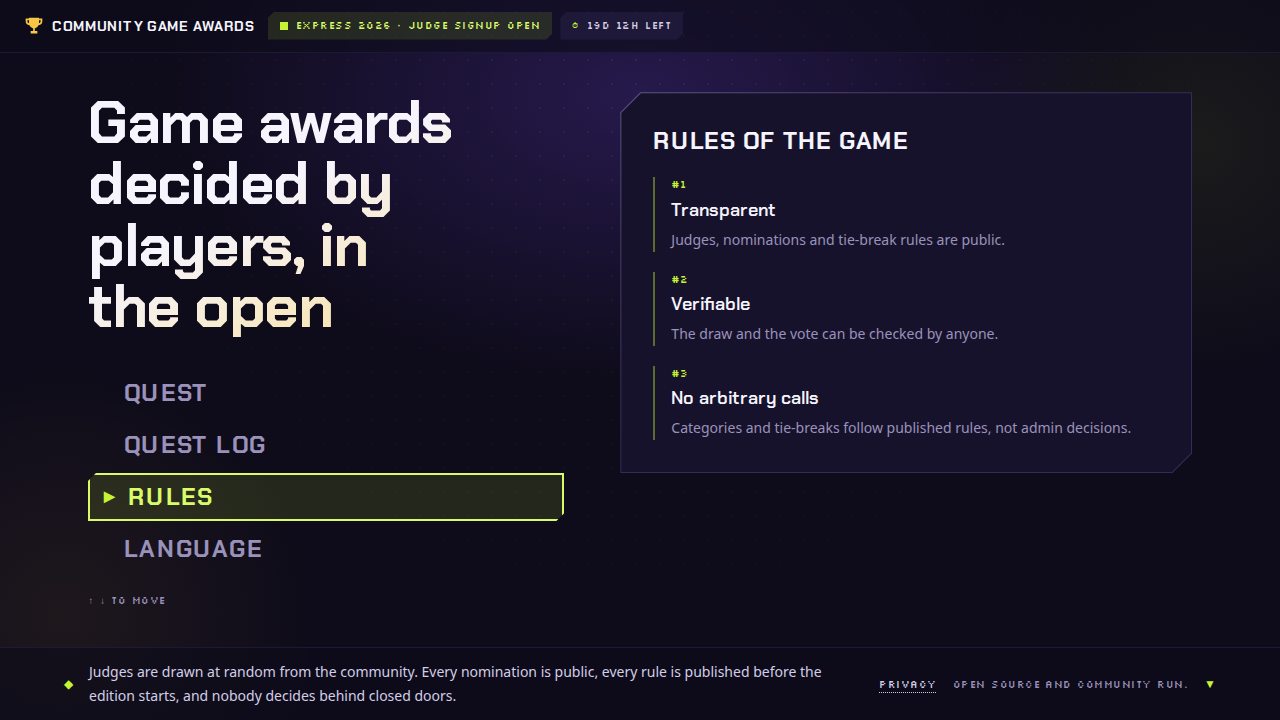 COMMUNITY GAME AWARDS
EXPRESS 2026 · JUDGE SIGNUP OPEN
19D 12H LEFT
Game awards
decided by
players, in
the open
QUEST
QUEST LOG
▶ RULES
LANGUAGE
↑ ↓ TO MOVE
RULES OF THE GAME
#1
Transparent
Judges, nominations and tie-break rules are public.
#2
Verifiable
The draw and the vote can be checked by anyone.
#3
No arbitrary calls
Categories and tie-breaks follow published rules, not admin decisions.
Judges are drawn at random from the community. Every nomination is public, every rule is published before the
edition starts, and nobody decides behind closed doors.
PRIVACY
OPEN SOURCE AND COMMUNITY RUN.